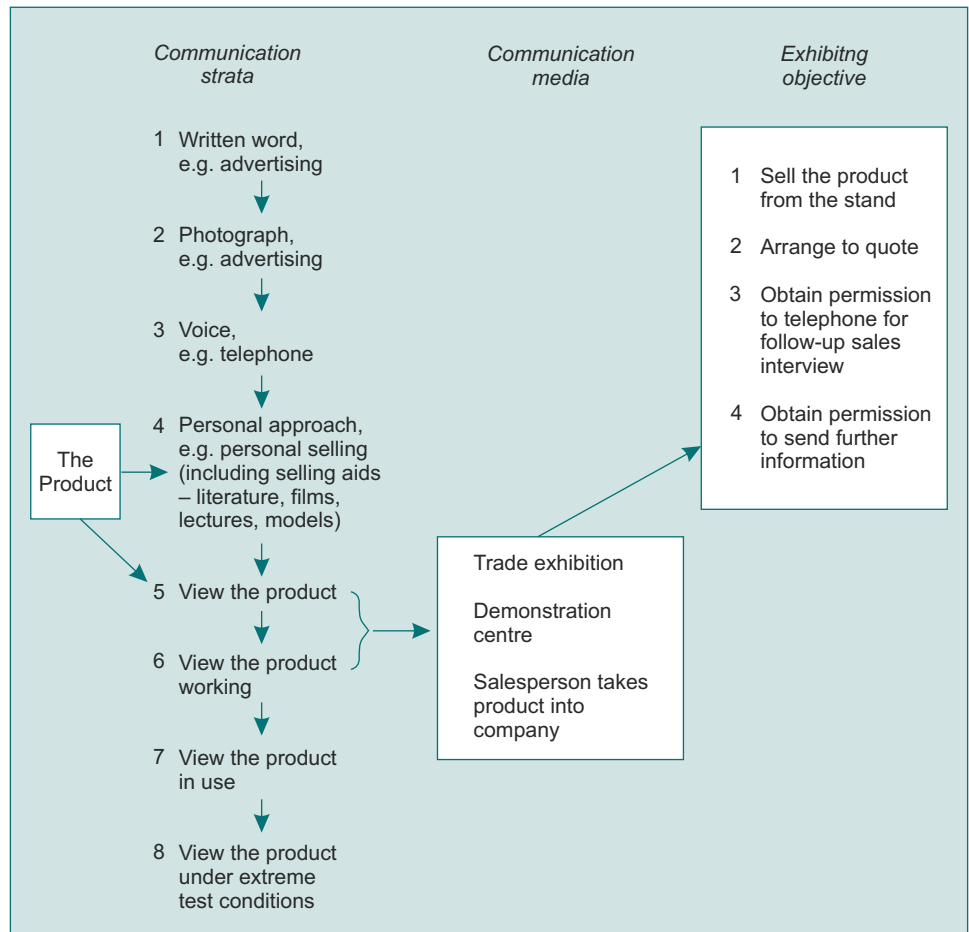 Communication
strata
Communication
media
Exhibitng
objective
1 Written word,
e.g. advertising
2 Photograph,
e.g. advertising
3 Voice,
e.g. telephone
4 Personal approach,
e.g. personal selling
(including selling aids
– literature, films,
lectures, models)
The
Product
5 View the product
6 View the product
working
7 View the product
in use
8 View the product
under extreme
test conditions
Trade exhibition
Demonstration
centre
Salesperson takes
product into
company
1 Sell the product
from the stand
2 Arrange to quote
3 Obtain permission
to telephone for
follow-up sales
interview
4 Obtain permission
to send further
information